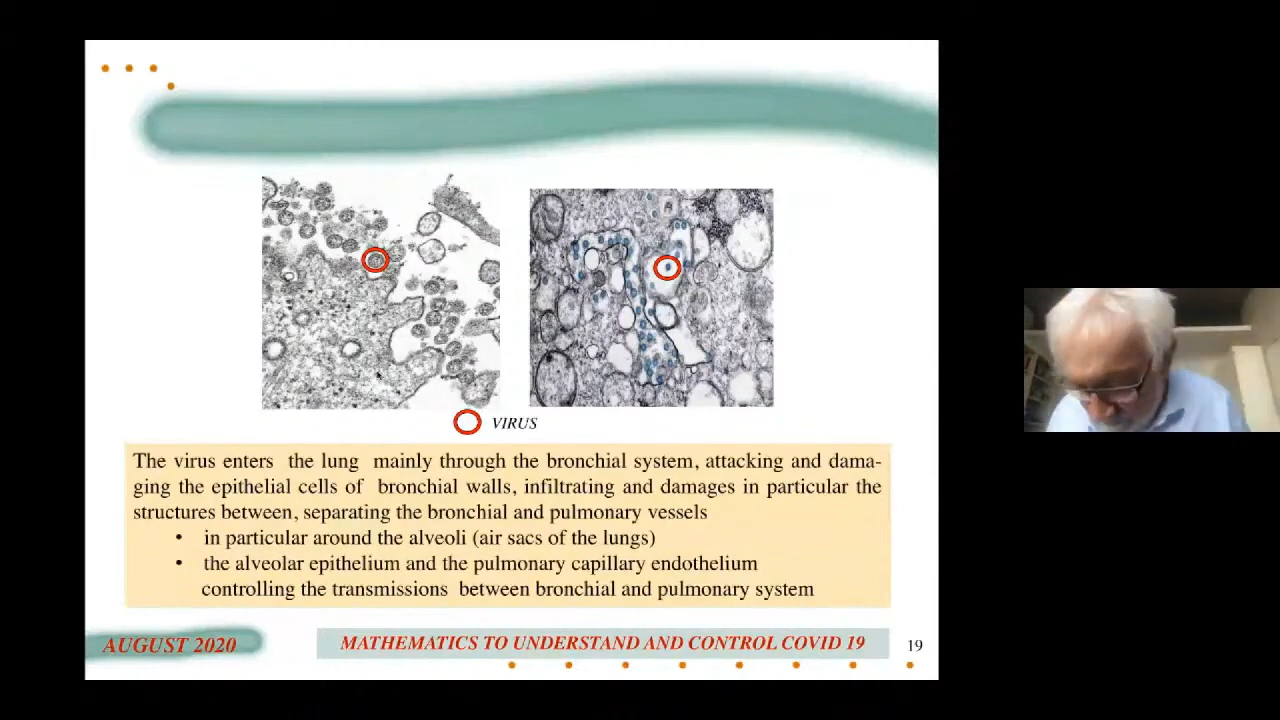 VIRUS
The virus enters the lung mainly through the bronchial system, attacking and dama-
ging the epithelial cells of bronchial walls, infiltrating and damages in particular the
structures between, separating the bronchial and pulmonary vessels
• in particular around the alveoli (air sacs of the lungs)
• the alveolar epithelium and the pulmonary capillary endothelium
controlling the transmissions between bronchial and pulmonary system
AUGUST 2020
MATHEMATICS TO UNDERSTAND AND CONTROL COVID 19
19